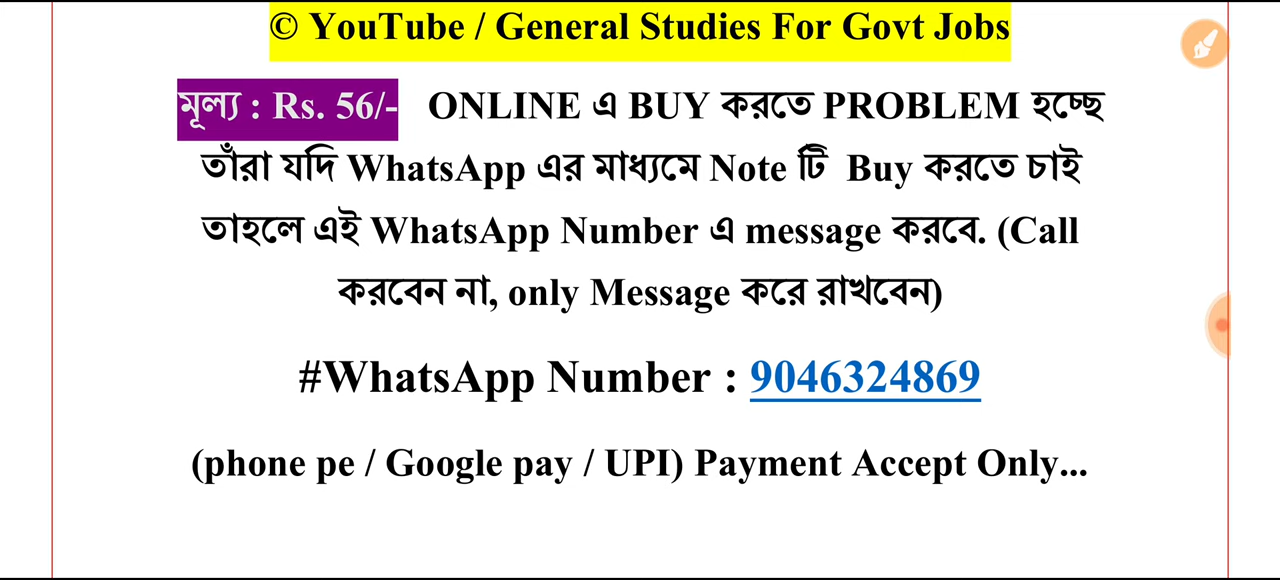 © YouTube / General Studies For Govt Jobs
মূল্য : Rs. 56/- ONLINE এ BUY করতে PROBLEM হচ্ছে
তাঁরা যদি WhatsApp এর মাধ্যমে Note টি Buy করতে চাই
তাহলে এই WhatsApp Number এ message করবে. (Call
করবেন না, only Message করে রাখবেন)
#WhatsApp Number : 9046324869
(phone pe / Google pay / UPI) Payment Accept Only...